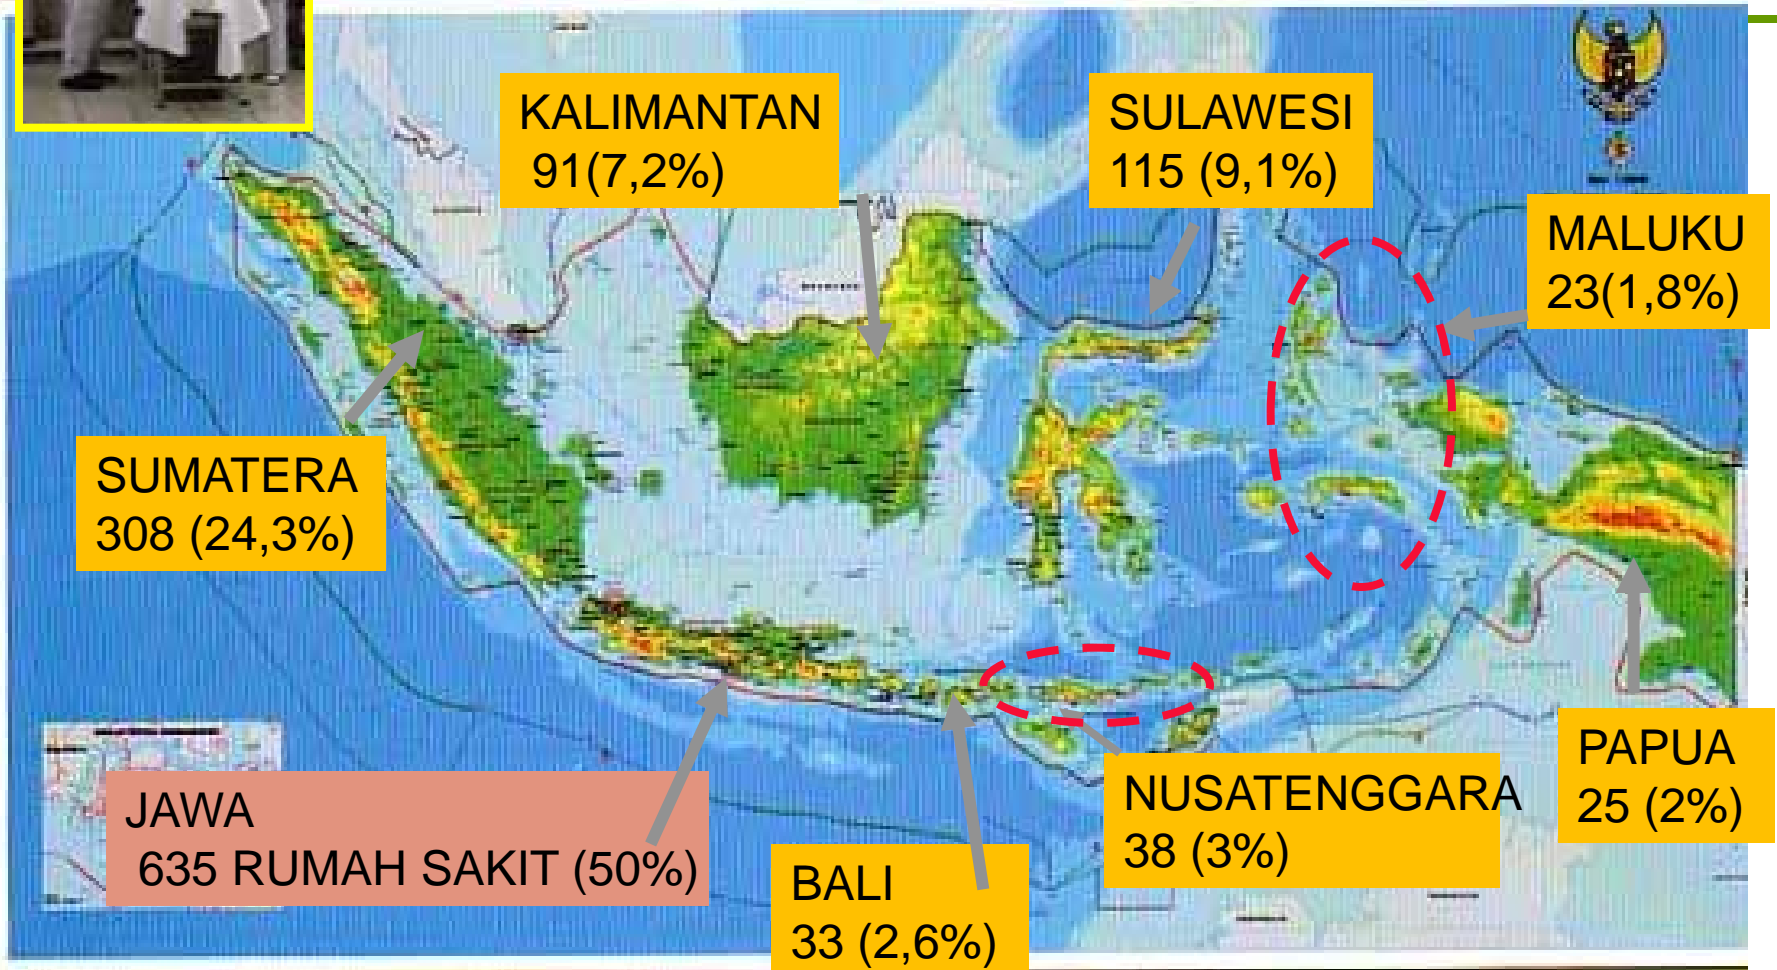 KALIMANTAN
91(7,2%)
SULAWESI
115 (9,1%)
MALUKU
23(1,8%)
SUMATERA
308 (24,3%)
JAWA
635 RUMAH SAKIT (50%)
BALI
33 (2,6%)
NUSATENGGARA
38 (3%)
PAPUA
25 (2%)